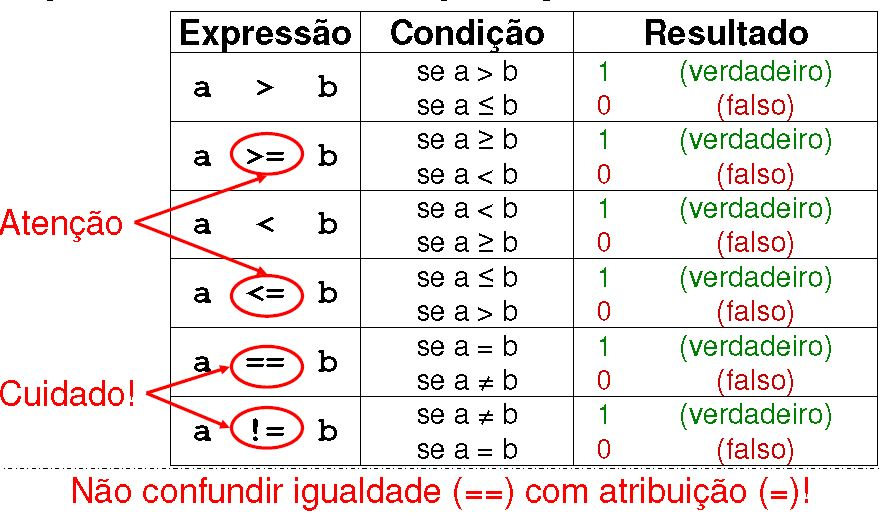 Expressão Condição Resultado
a > b se a > b 1 (verdadeiro)
se a ≤ b 0 (falso)
a >= b se a ≥ b 1 (verdadeiro)
se a < b 0 (falso)
Atenção
a < b se a < b 1 (verdadeiro)
se a ≥ b 0 (falso)
a <= b se a ≤ b 1 (verdadeiro)
se a > b 0 (falso)
a == b se a = b 1 (verdadeiro)
se a ≠ b 0 (falso)
Cuidado!
a != b se a ≠ b 1 (verdadeiro)
se a = b 0 (falso)
Não confundir igualdade (==) com atribuição (=)!